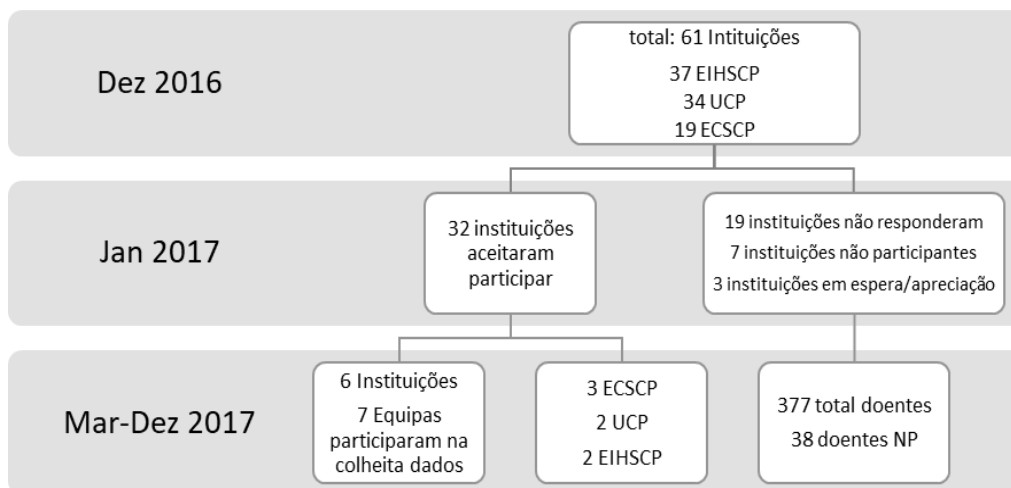 Dez 2016
total: 61 Intituições
37 EIHSCP
34 UCP
19 ECSCP
Jan 2017
32 instituições
aceitaram
participar
19 instituições não responderam
7 instituições não participantes
3 instituições em espera/apreciação
Mar-Dez 2017
6 Instituições
7 Equipas
participaram na
colheita dados
3 ECSCP
2 UCP
2 EIHSCP
377 total doentes
38 doentes NP